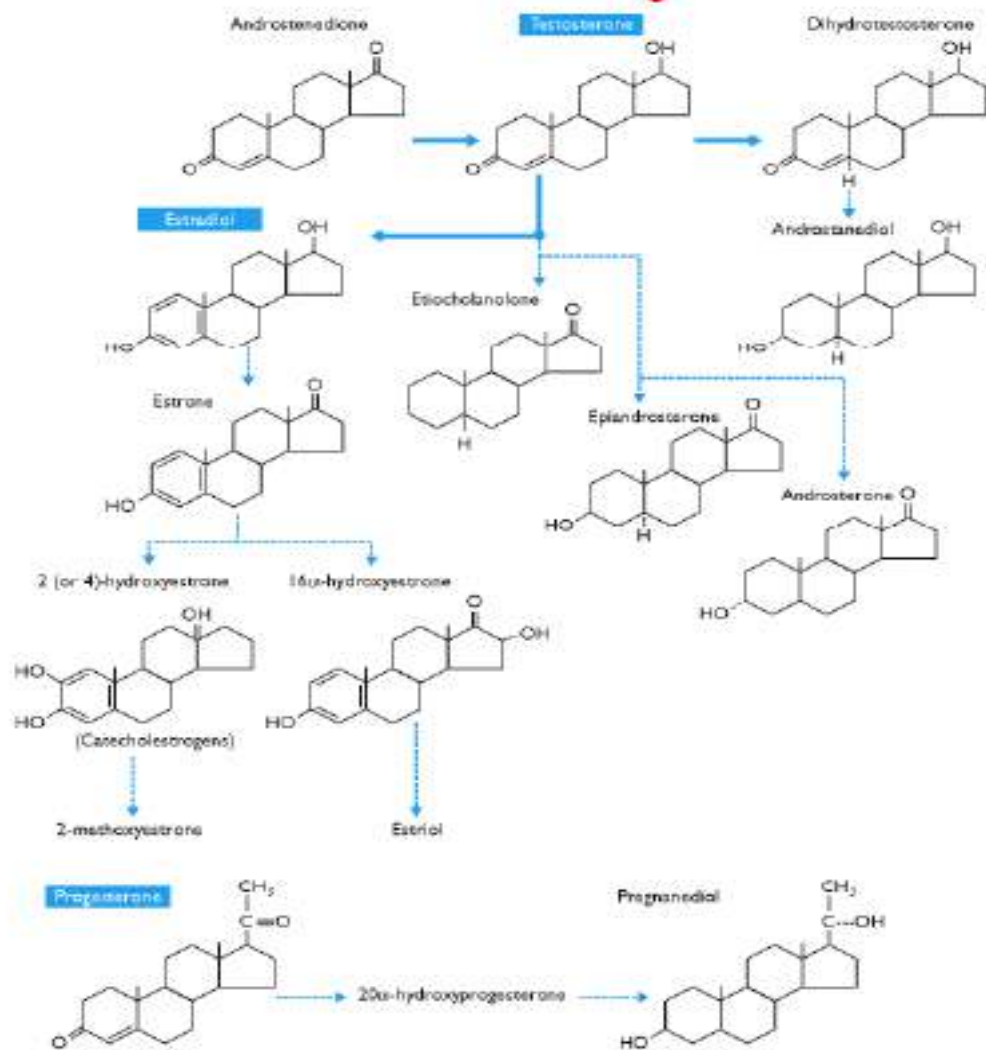 Androstenedione
Testosterone
Dihydrotestosterone
O
OH
OH
O
O
O
H
Estradiol
OH
Androstanediol
OH
Etiocholanolone
O
HO
HO
H
Estrone
O
H
Epiandrosterone
O
HO
Androsterone
O
HO
H
2 (or 4)-hydroxyestrone
16α-hydroxyestrone
OH
O
OH
HO
HO
HO
HO
(Catecholestrogens)
2-methoxyestrone
Estriol
Progesterone
CH₃
Pregnanediol
CH₃
C=O
C---OH
20α-hydroxyprogesterone
O
HO